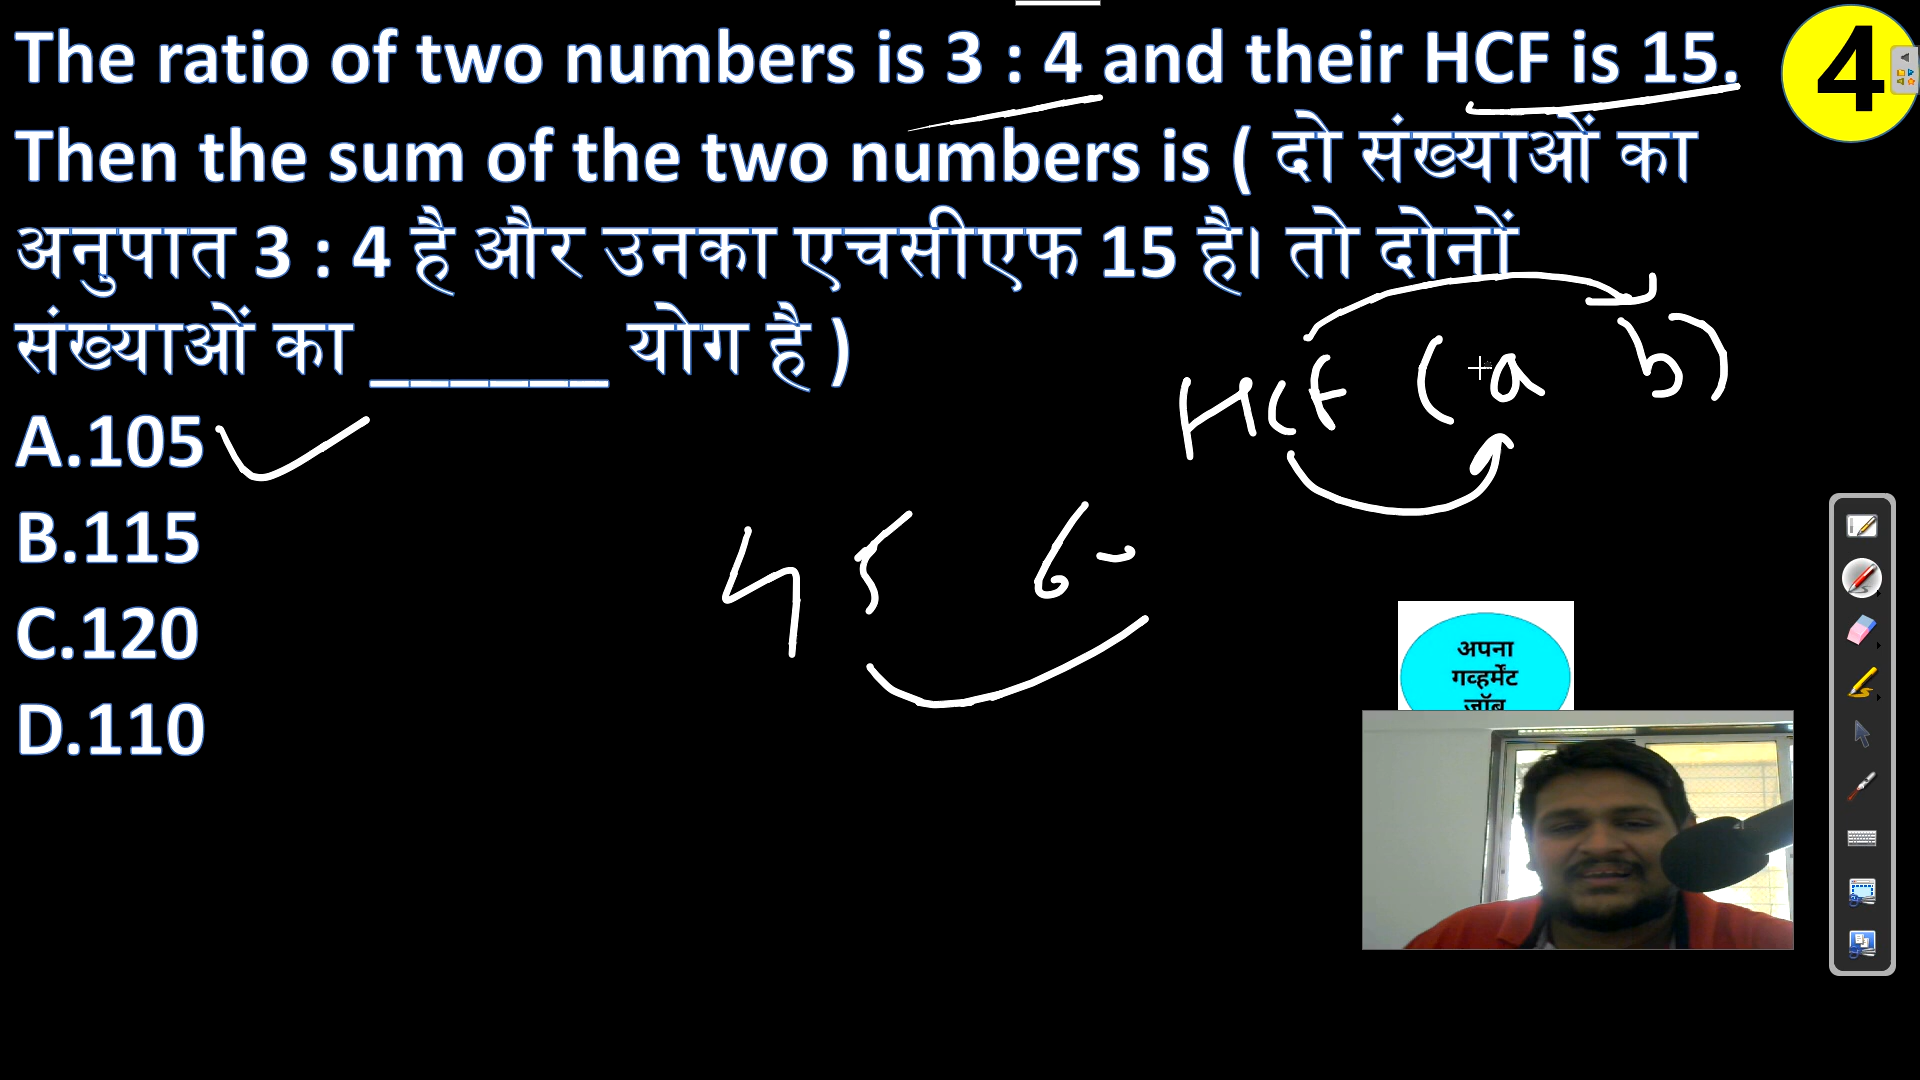 The ratio of two numbers is 3 : 4 and their HCF is 15.
4
Then the sum of the two numbers is ( दो संख्याओं का
अनुपात 3 : 4 है और उनका एचसीएफ 15 है। तो दोनों
संख्याओं का ______ योग है )
HCF ( a b )
A.105
B.115
45 60
C.120
D.110
अपना
गव्हर्मेंट
जॉब